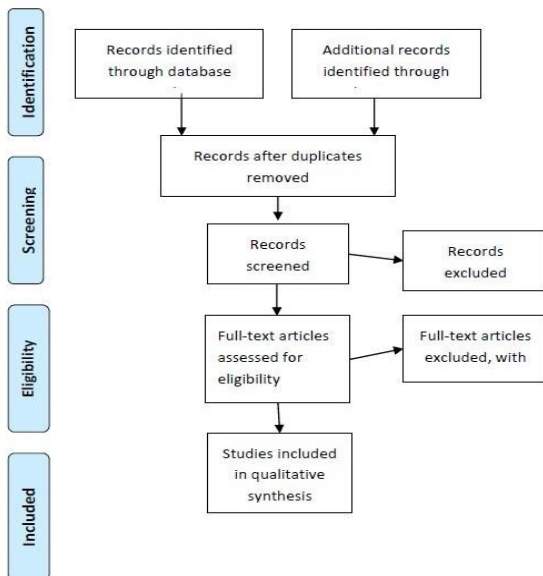 Identification
Records identified
through database
Additional records
identified through
Records after duplicates
removed
Screening
Records
screened
Records
excluded
Eligibility
Full-text articles
assessed for
eligibility
Full-text articles
excluded, with
Included
Studies included
in qualitative
synthesis